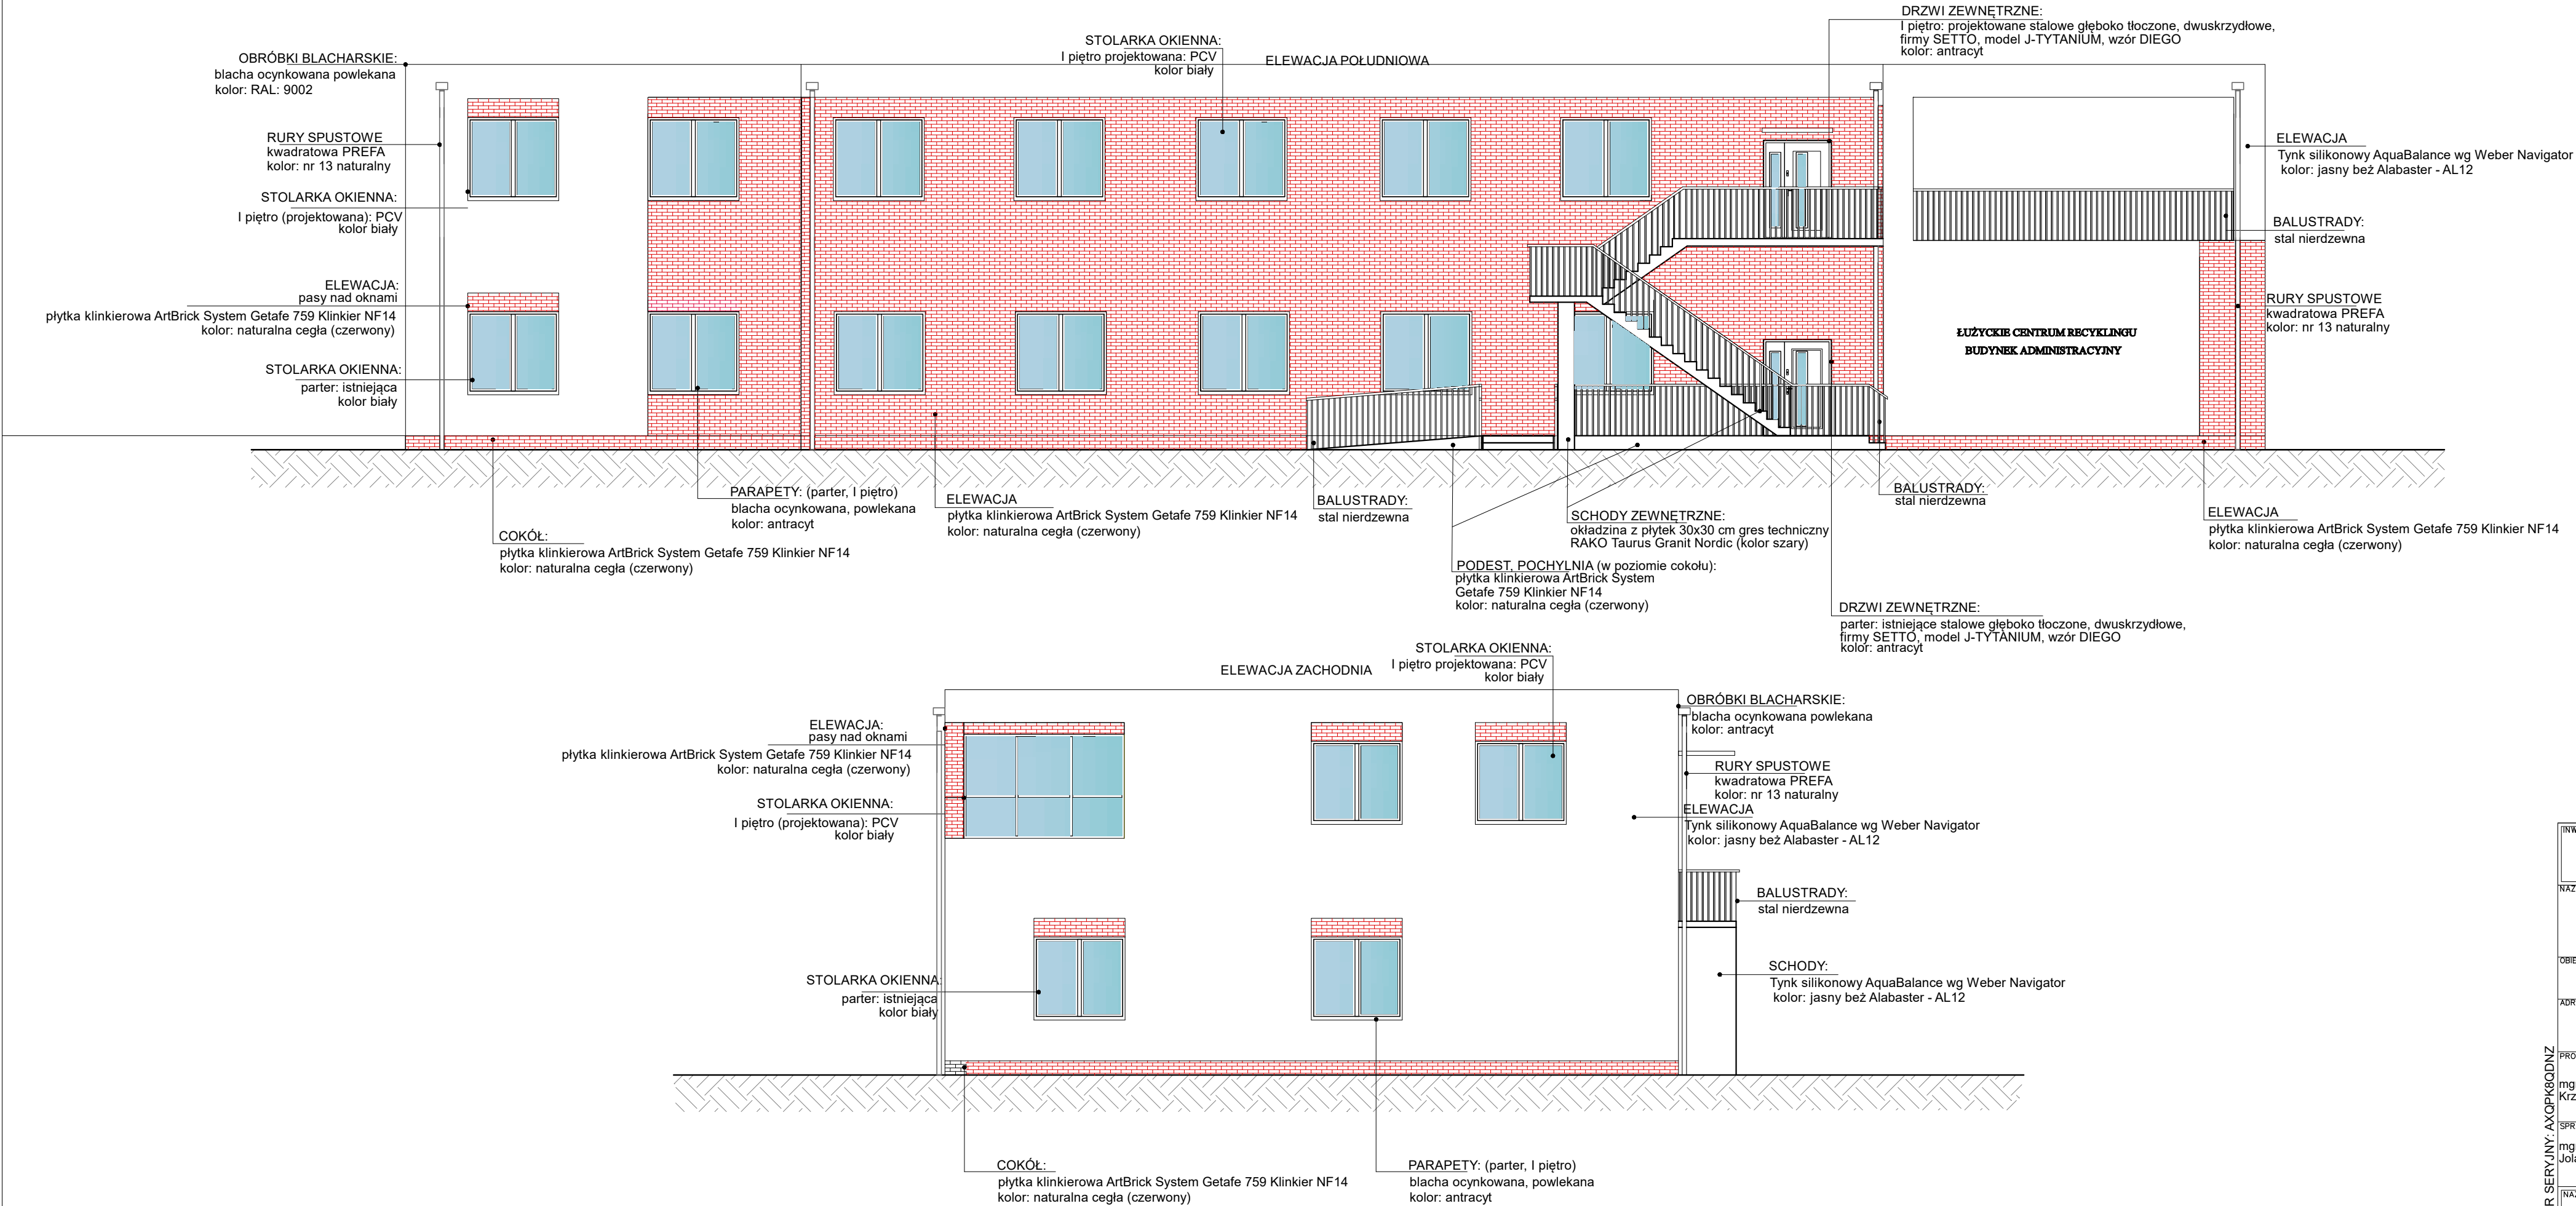 DRZWI ZEWNĘTRZNE:
I piętro: projektowane stalowe głęboko tłoczone, dwuskrzydłowe,
firmy SETTO, model J-TYTANIUM, wzór DIEGO
kolor: antracyt
STOLARKA OKIENNA:
I piętro projektowana: PCV
kolor biały
ELEWACJA POŁUDNIOWA
OBRÓBKI BLACHARSKIE:
blacha ocynkowana powlekana
kolor: RAL: 9002
RURY SPUSTOWE
kwadratowa PREFA
kolor: nr 13 naturalny
STOLARKA OKIENNA:
I piętro (projektowana): PCV
kolor biały
ELEWACJA:
pasy nad oknami
płytka klinkierowa ArtBrick System Getafe 759 Klinkier NF14
kolor: naturalna cegła (czerwony)
STOLARKA OKIENNA:
parter: istniejąca
kolor biały
ELEWACJA
Tynk silikonowy AquaBalance wg Weber Navigator
kolor: jasny beż Alabaster - AL12
BALUSTRADY:
stal nierdzewna
RURY SPUSTOWE
kwadratowa PREFA
kolor: nr 13 naturalny
ŁUŻYCKIE CENTRUM RECYKLINGU
BUDYNEK ADMINISTRACYJNY
PARAPETY: (parter, I piętro)
blacha ocynkowana, powlekana
kolor: antracyt
COKÓŁ:
płytka klinkierowa ArtBrick System Getafe 759 Klinkier NF14
kolor: naturalna cegła (czerwony)
ELEWACJA
płytka klinkierowa ArtBrick System Getafe 759 Klinkier NF14
kolor: naturalna cegła (czerwony)
BALUSTRADY:
stal nierdzewna
SCHODY ZEWNĘTRZNE:
okładzina z płytek 30x30 cm gres techniczny
RAKO Taurus Granit Nordic (kolor szary)
PODEST, POCHYLNIA (w poziomie cokołu):
płytka klinkierowa ArtBrick System
Getafe 759 Klinkier NF14
kolor: naturalna cegła (czerwony)
BALUSTRADY:
stal nierdzewna
ELEWACJA
płytka klinkierowa ArtBrick System Getafe 759 Klinkier NF14
kolor: naturalna cegła (czerwony)
DRZWI ZEWNĘTRZNE:
parter: istniejące stalowe głęboko tłoczone, dwuskrzydłowe,
firmy SETTO, model J-TYTANIUM, wzór DIEGO
kolor: antracyt
ELEWACJA ZACHODNIA
STOLARKA OKIENNA:
I piętro projektowana: PCV
kolor biały
ELEWACJA:
pasy nad oknami
płytka klinkierowa ArtBrick System Getafe 759 Klinkier NF14
kolor: naturalna cegła (czerwony)
STOLARKA OKIENNA:
I piętro (projektowana): PCV
kolor biały
STOLARKA OKIENNA:
parter: istniejąca
kolor biały
OBRÓBKI BLACHARSKIE:
blacha ocynkowana powlekana
kolor: antracyt
RURY SPUSTOWE
kwadratowa PREFA
kolor: nr 13 naturalny
ELEWACJA
Tynk silikonowy AquaBalance wg Weber Navigator
kolor: jasny beż Alabaster - AL12
BALUSTRADY:
stal nierdzewna
SCHODY:
Tynk silikonowy AquaBalance wg Weber Navigator
kolor: jasny beż Alabaster - AL12
COKÓŁ:
płytka klinkierowa ArtBrick System Getafe 759 Klinkier NF14
kolor: naturalna cegła (czerwony)
PARAPETY: (parter, I piętro)
blacha ocynkowana, powlekana
kolor: antracyt
R SERYJNY: AXQPK8QDNZ